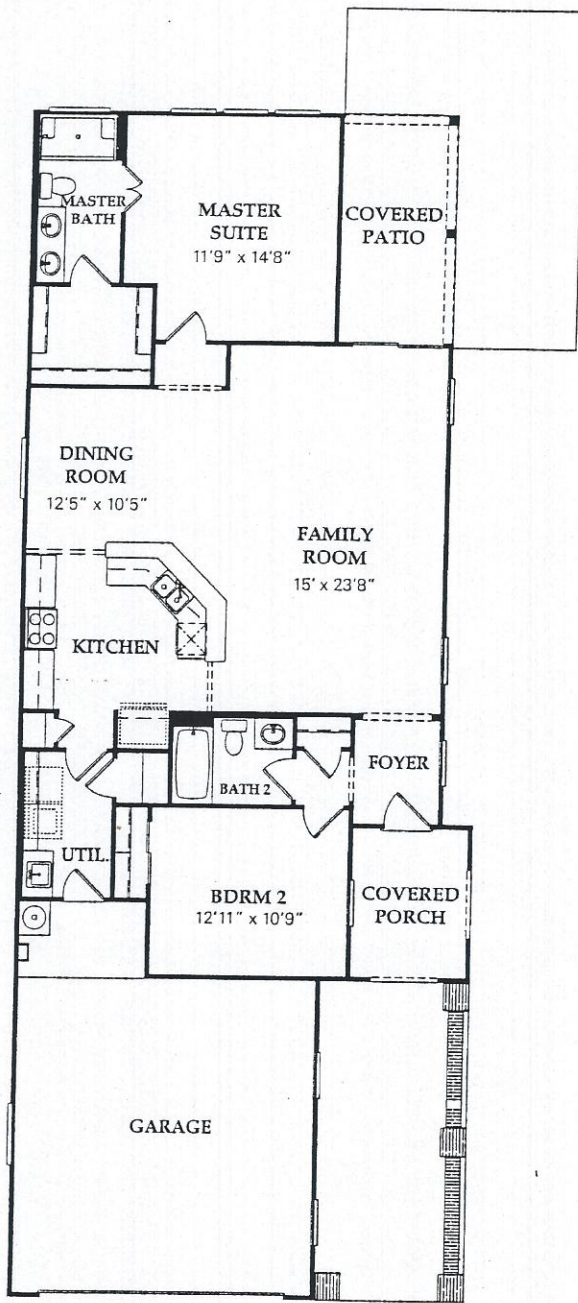 MASTER
BATH
MASTER
SUITE
11'9" x 14'8"
COVERED
PATIO
DINING
ROOM
12'5" x 10'5"
FAMILY
ROOM
15' x 23'8"
KITCHEN
BATH 2
FOYER
UTIL.
BDRM 2
12'11" x 10'9"
COVERED
PORCH
GARAGE